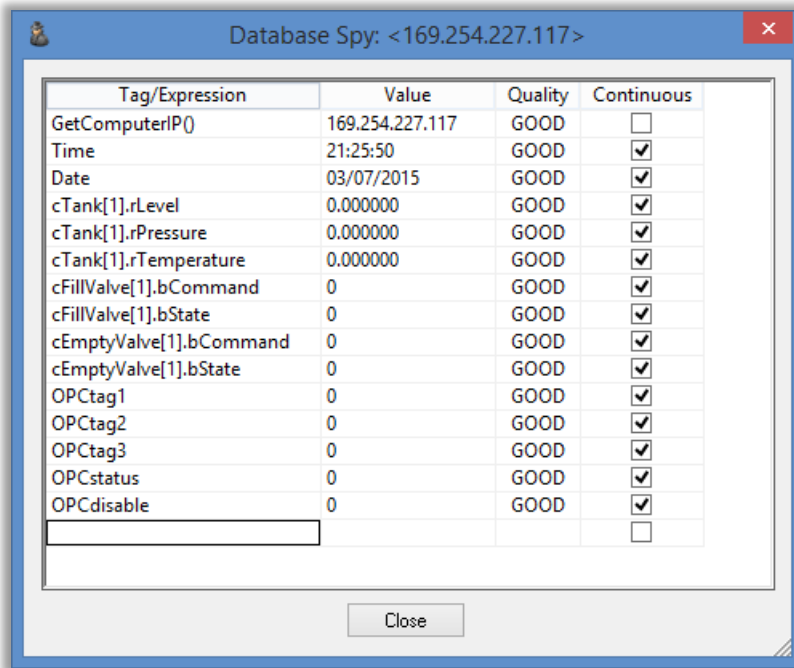 Database Spy: <169.254.227.117>
Tag/Expression Value Quality Continuous
GetComputerIP() 169.254.227.117 GOOD
Time 21:25:50 GOOD
Date 03/07/2015 GOOD
cTank[1].rLevel 0.000000 GOOD
cTank[1].rPressure 0.000000 GOOD
cTank[1].rTemperature 0.000000 GOOD
cFillValve[1].bCommand 0 GOOD
cFillValve[1].bState 0 GOOD
cEmptyValve[1].bCommand 0 GOOD
cEmptyValve[1].bState 0 GOOD
OPCtag1 0 GOOD
OPCtag2 0 GOOD
OPCtag3 0 GOOD
OPCstatus 0 GOOD
OPCdisable 0 GOOD
Close